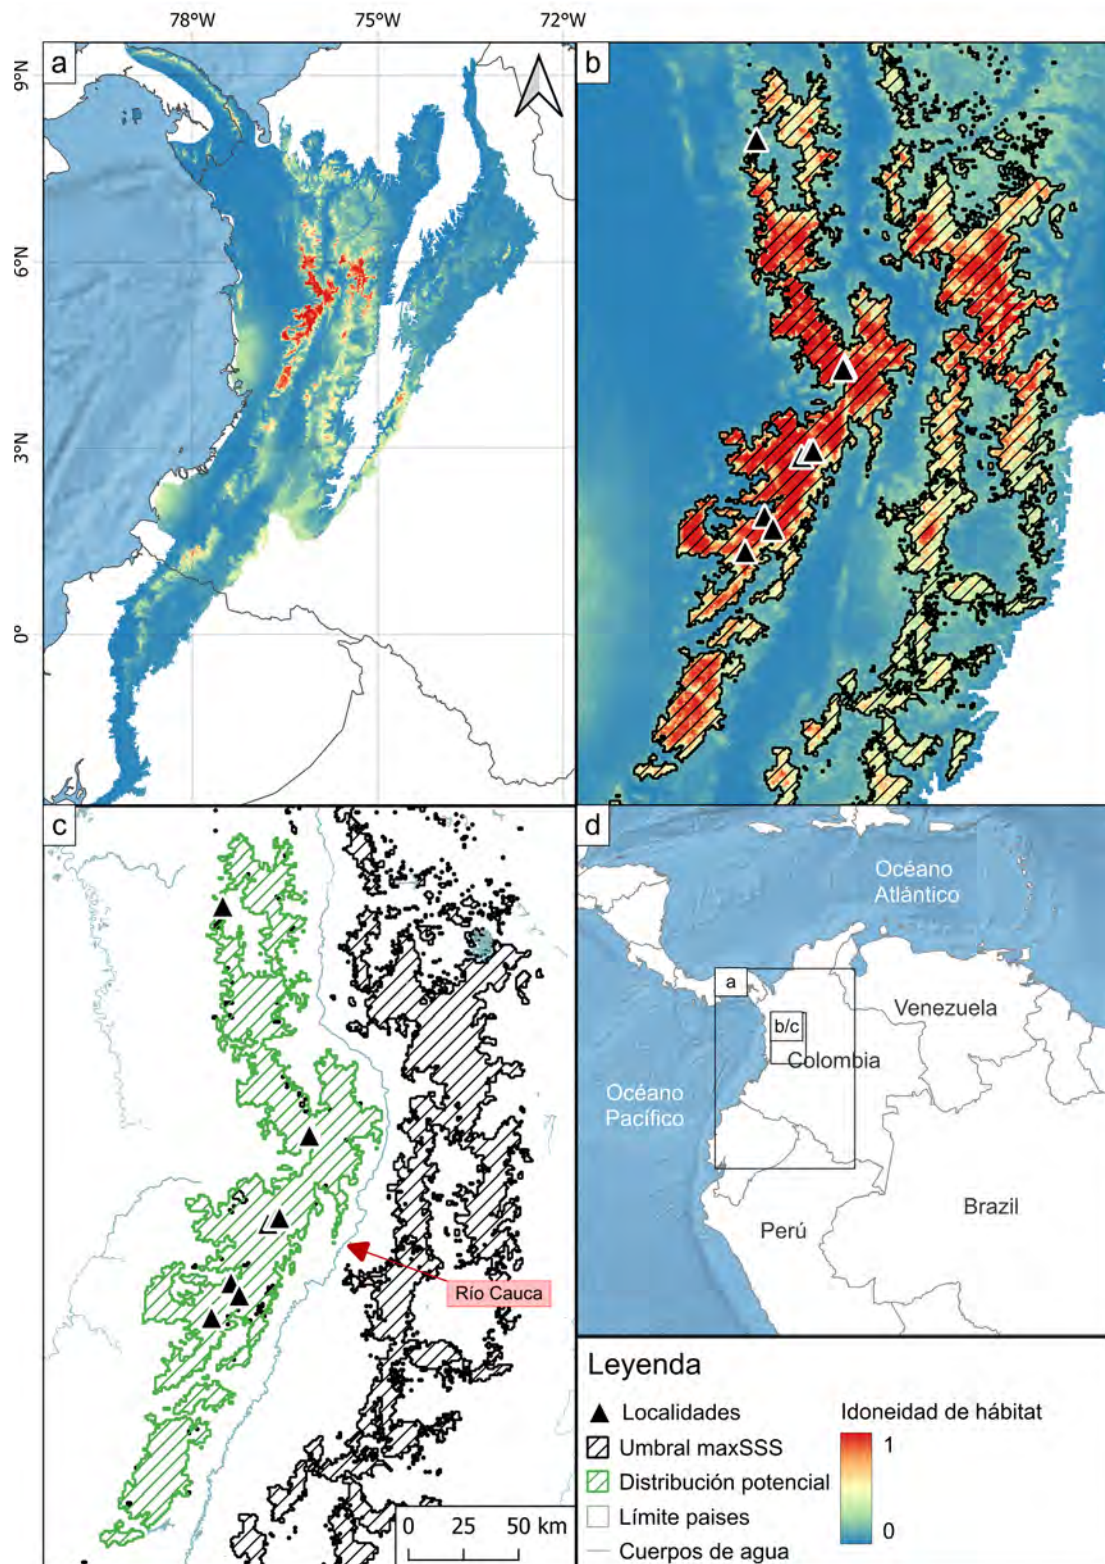 78°W
75°W
72°W
9°N
6°N
3°N
0°
a
b
c
Río Cauca
0 25 50 km
d
Océano
Atlántico
a
b/c
Venezuela
Colombia
Océano
Pacífico
Perú
Brazil
Leyenda
Localidades
Umbral maxSSS
Distribución potencial
Límite paises
Cuerpos de agua
Idoneidad de hábitat
1
0